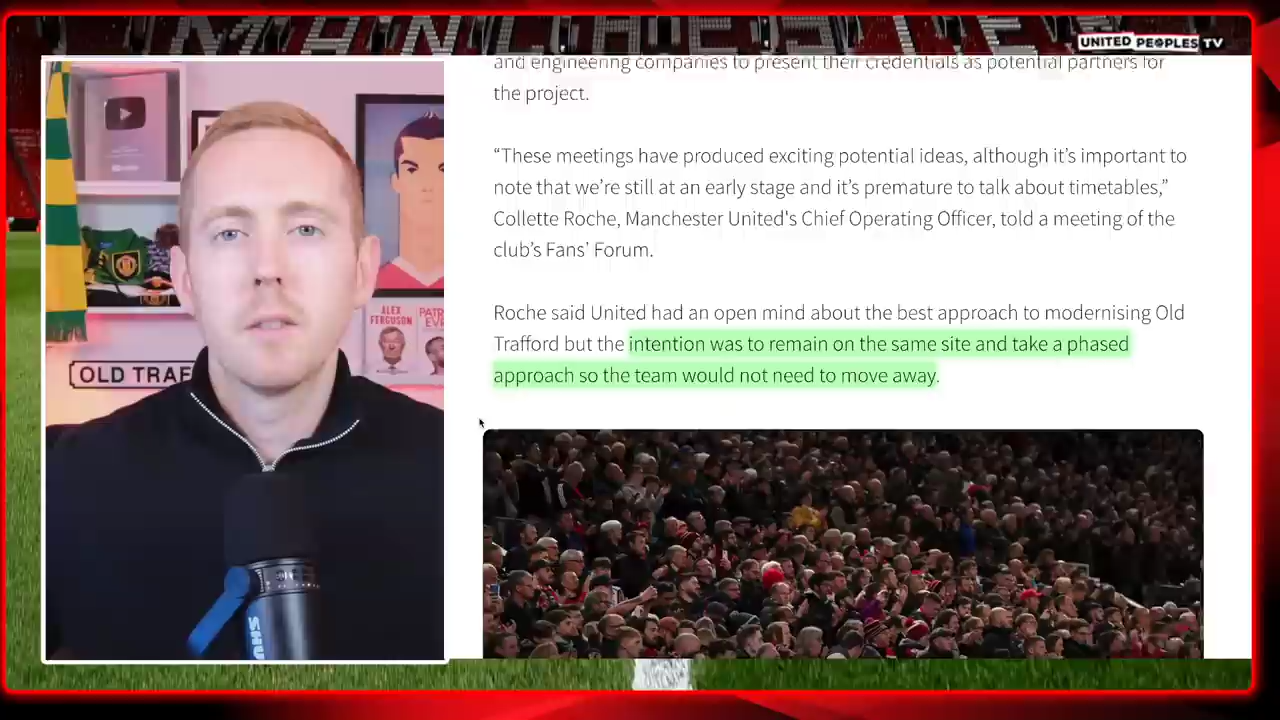 MANCHESTE
UNITED PEOPLES TV
and engineering companies to present their credentials as potential partners for
the project.
“These meetings have produced exciting potential ideas, although it’s important to
note that we’re still at an early stage and it’s premature to talk about timetables,”
Collette Roche, Manchester United's Chief Operating Officer, told a meeting of the
club’s Fans’ Forum.
Roche said United had an open mind about the best approach to modernising Old
Trafford but the intention was to remain on the same site and take a phased
approach so the team would not need to move away.
ALEX
FERGUSON
PATR
EV
OLD TRAF
SHU